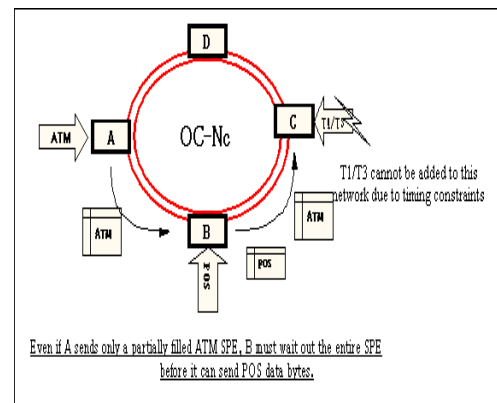 D
ATM
A
OC-Nc
C
T1/T3
T1/T3 cannot be added to this
network due to timing constraints
ATM
B
ATM
POS
POS
Even if A sends only a partially filled ATM SPE, B must wait out the entire SPE
before it can send POS data bytes.